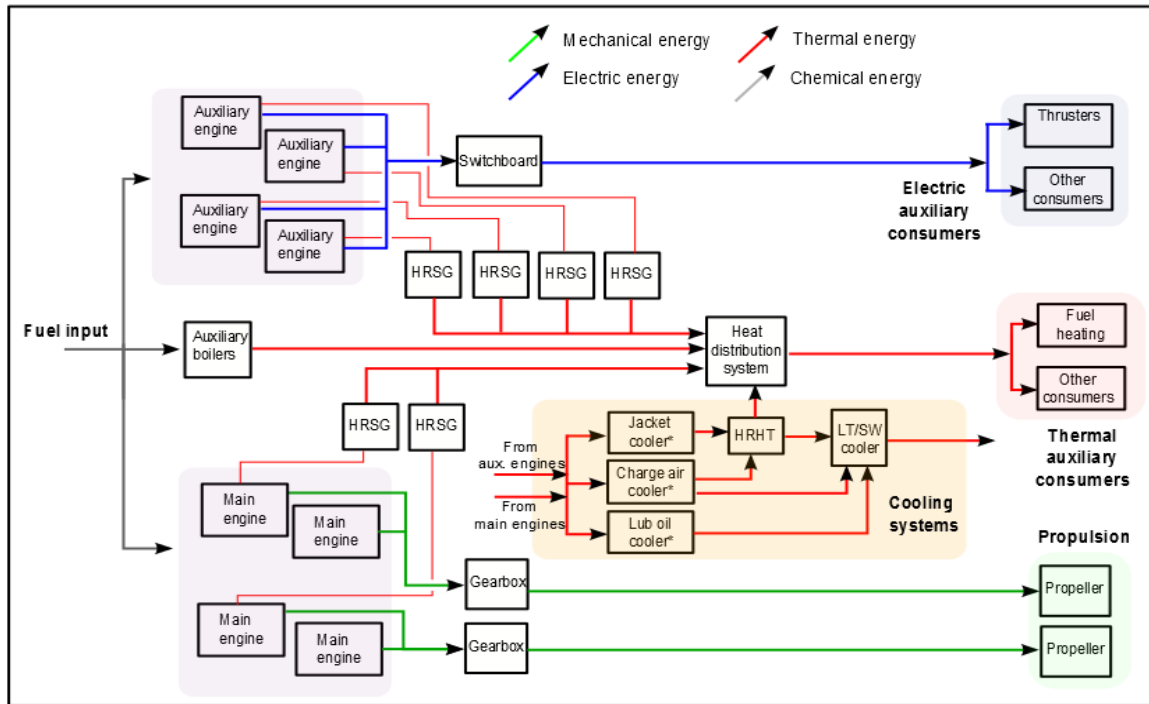 Mechanical energy
Thermal energy
Electric energy
Chemical energy
Auxiliary
engine
Auxiliary
engine
Auxiliary
engine
Auxiliary
engine
Switchboard
Thrusters
Other
consumers
Electric
auxiliary
consumers
HRSG
HRSG
HRSG
HRSG
Fuel input
Auxiliary
boilers
Heat
distribution
system
Fuel
heating
Other
consumers
Thermal
auxiliary
consumers
HRSG
HRSG
From
aux. engines
From
main engines
Jacket
cooler*
Charge air
cooler*
Lub oil
cooler*
HRHT
LT/SW
cooler
Cooling
systems
Main
engine
Main
engine
Main
engine
Main
engine
Gearbox
Gearbox
Propulsion
Propeller
Propeller